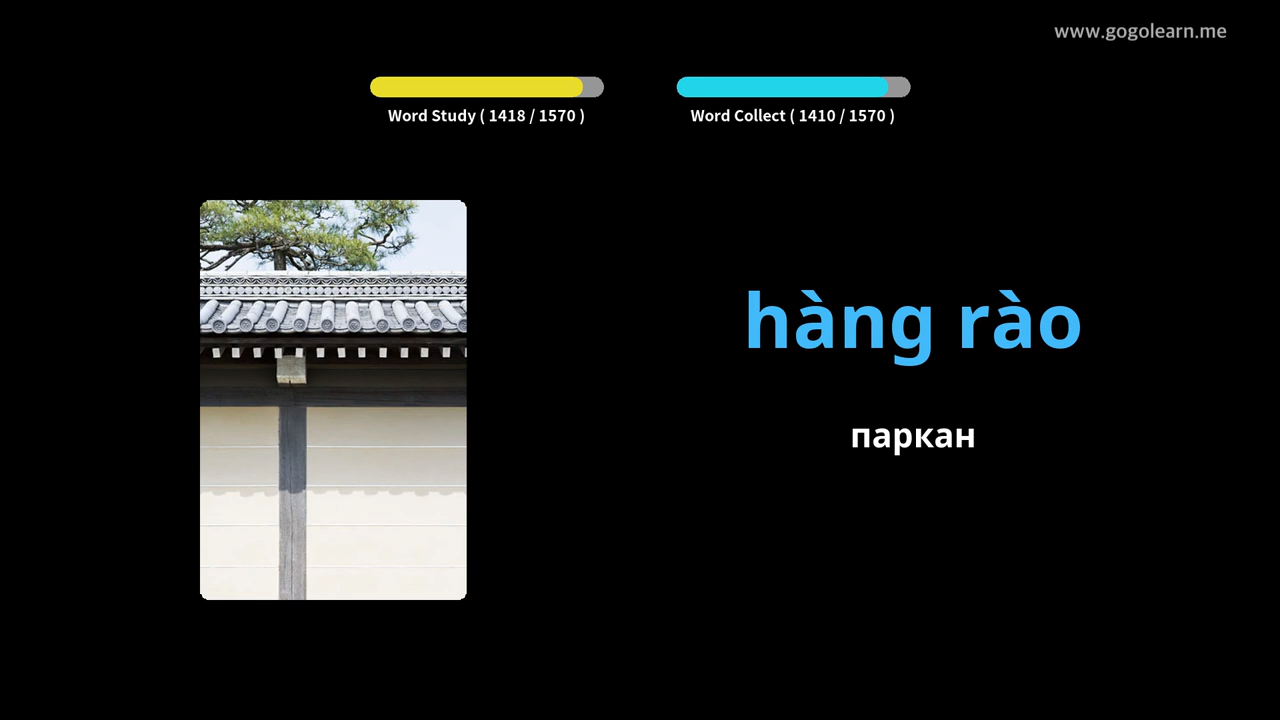 www.gogolearn.me
Word Study ( 1418 / 1570 )
Word Collect ( 1410 / 1570 )
hàng rào
паркан